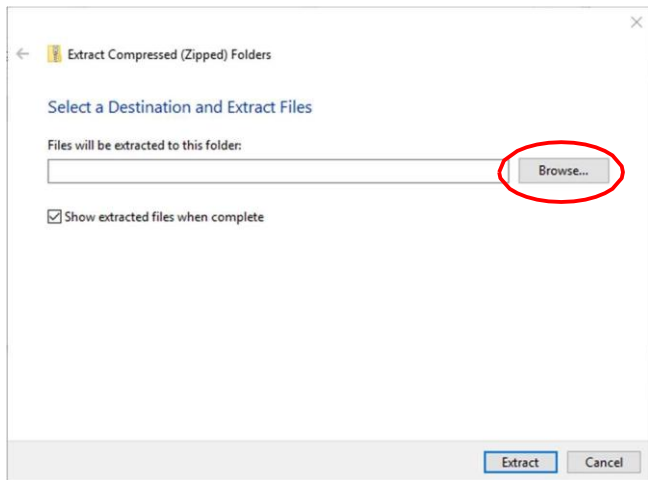 Extract Compressed (Zipped) Folders
Select a Destination and Extract Files
Files will be extracted to this folder:
Browse...
Show extracted files when complete
Extract Cancel